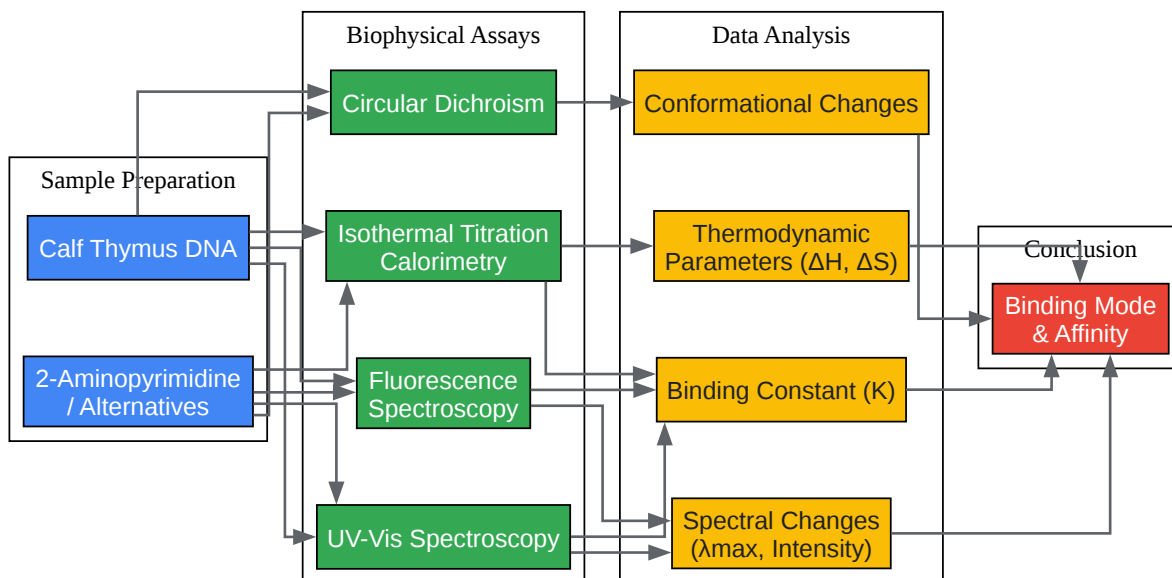 Sample Preparation
Calf Thymus DNA
2-Aminopyrimidine
/ Alternatives
Biophysical Assays
Circular Dichroism
Isothermal Titration
Calorimetry
Fluorescence
Spectroscopy
UV-Vis Spectroscopy
Data Analysis
Conformational Changes
Thermodynamic
Parameters (ΔH, ΔS)
Binding Constant (K)
Spectral Changes
(λmax, Intensity)
Conclusion
Binding Mode
& Affinity